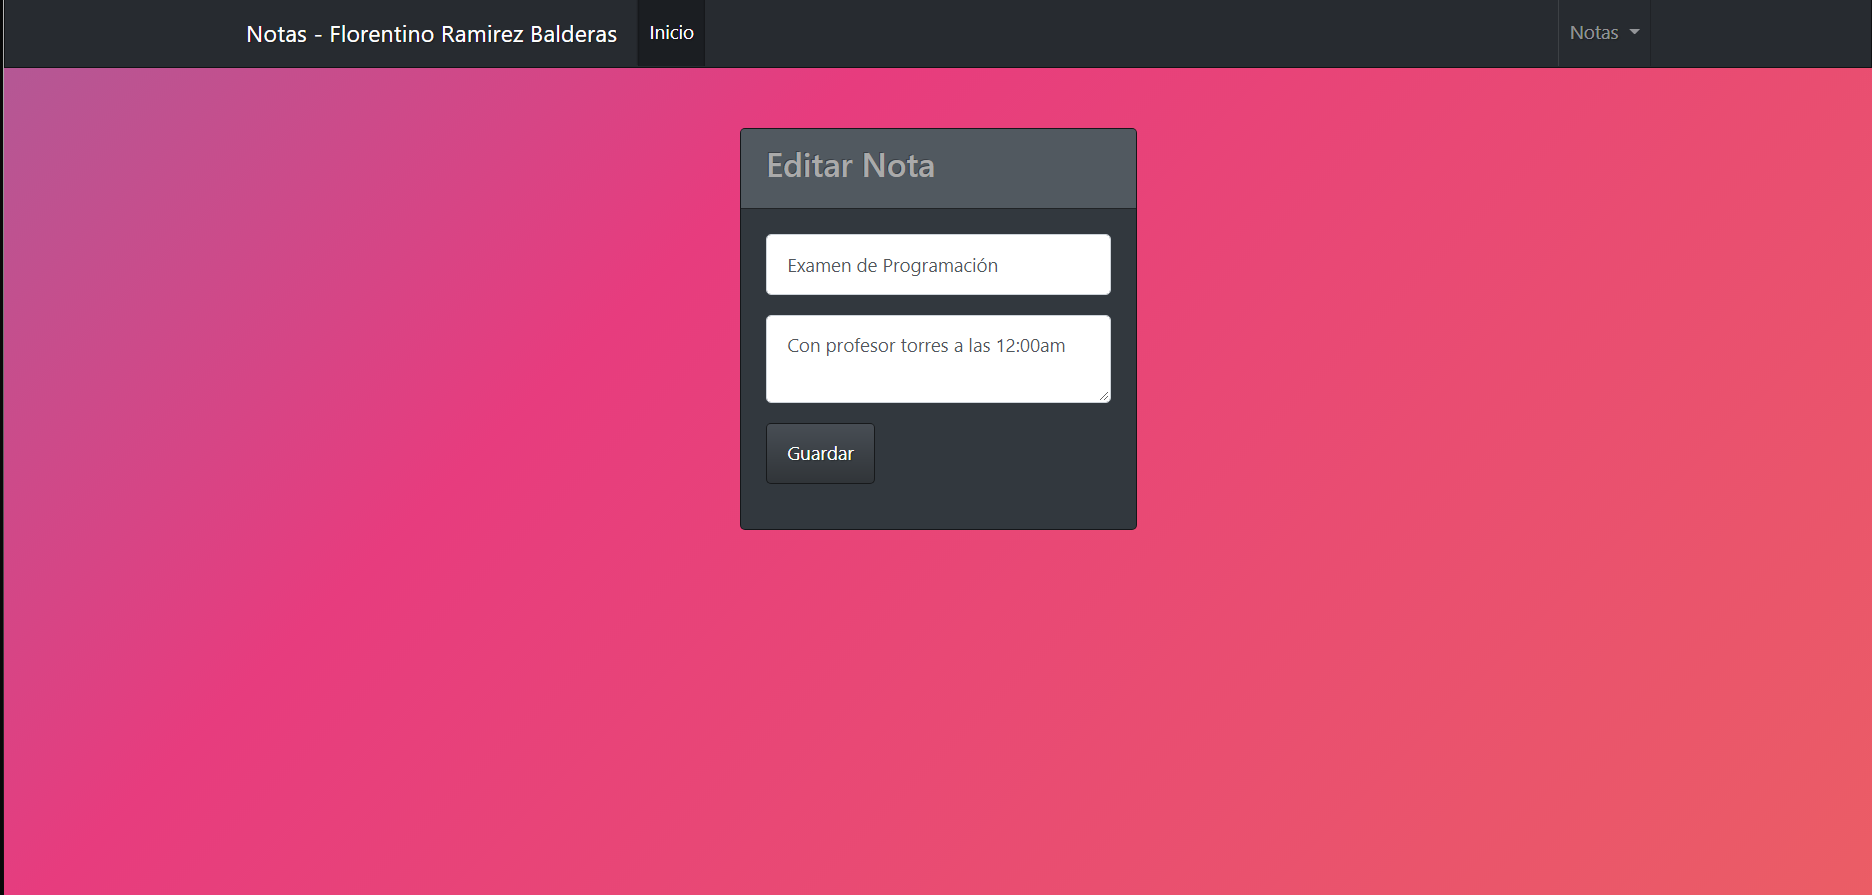 Notas - Florentino Ramirez Balderas
Inicio
Notas
Editar Nota
Examen de Programación
Con profesor torres a las 12:00am
Guardar